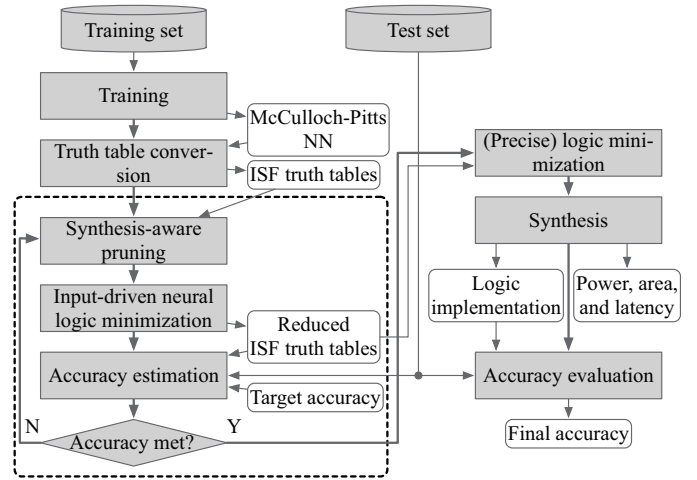 Training set
Test set
Training
McCulloch-Pitts
NN
Truth table conver-
sion
ISF truth tables
Synthesis-aware
pruning
Input-driven neural
logic minimization
Reduced
ISF truth tables
Accuracy estimation
Target accuracy
N
Accuracy met?
Y
(Precise) logic mini-
mization
Synthesis
Logic
implementation
Power, area,
and latency
Accuracy evaluation
Final accuracy